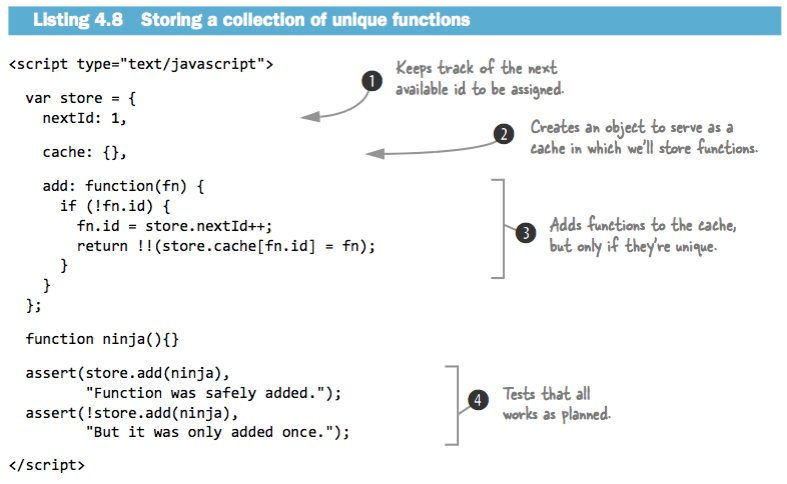 Listing 4.8 Storing a collection of unique functions
<script type="text/javascript">
var store = {
nextId: 1,
cache: {},
add: function(fn) {
if (!fn.id) {
fn.id = store.nextId++;
return !!(store.cache[fn.id] = fn);
}
}
};
function ninja(){}
assert(store.add(ninja),
"Function was safely added.");
assert(!store.add(ninja),
"But it was only added once.");
</script>
1 Keeps track of the next
available id to be assigned.
2 Creates an object to serve as a
cache in which we'll store functions.
3 Adds functions to the cache,
but only if they're unique.
4 Tests that all
works as planned.